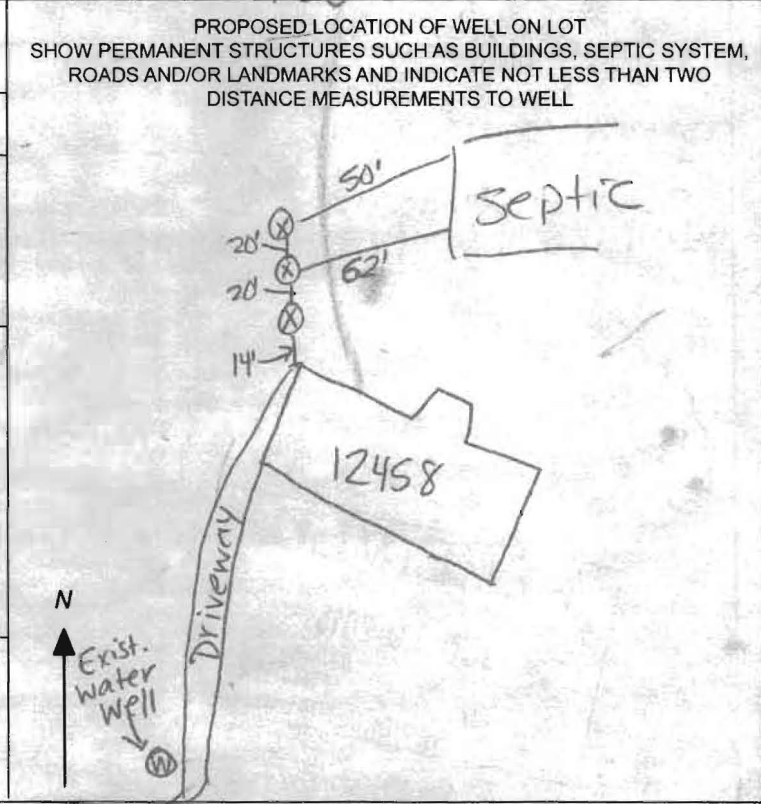 PROPOSED LOCATION OF WELL ON LOT
SHOW PERMANENT STRUCTURES SUCH AS BUILDINGS, SEPTIC SYSTEM,
ROADS AND/OR LANDMARKS AND INDICATE NOT LESS THAN TWO
DISTANCE MEASUREMENTS TO WELL
50'
septic
X
20'
X
62'
20'
X
14'
12458
Driveway
N
Exist.
water
well
W